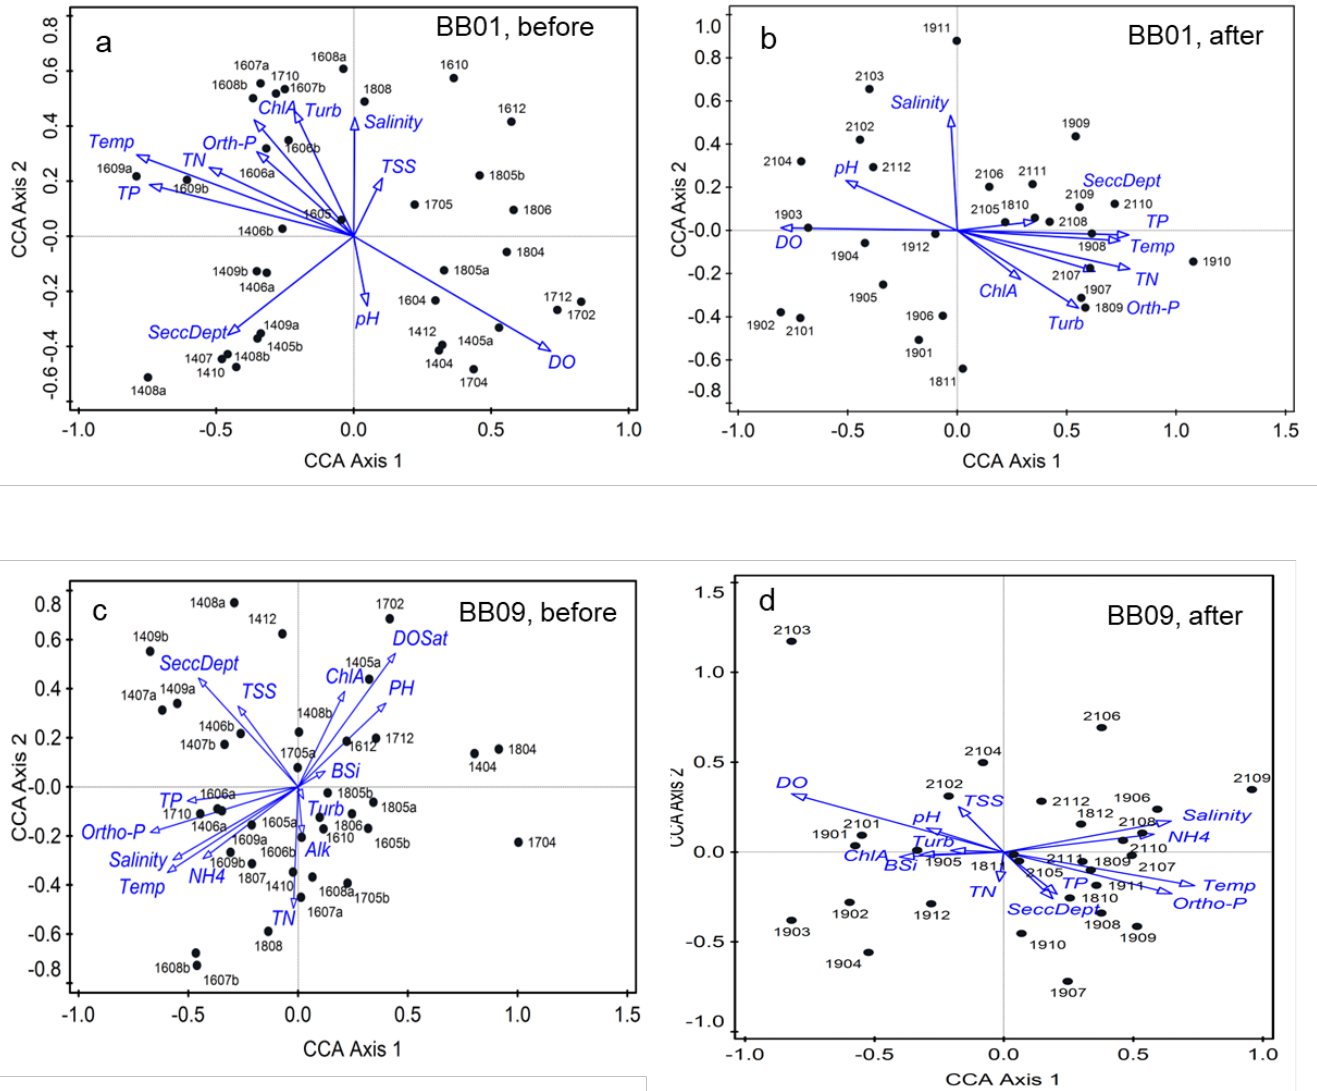 a
BB01, before
0.8
0.6
0.4
0.2
-0.0
-0.2
-0.4
-0.6
CCA Axis 2
1607a
1710
1608a
1610
1608b
1607b
1808
ChlA
Turb
1612
Salinity
Temp
Orth-P
1606b
TN
TSS
1609a
1609b
1606a
1805b
TP
1605
1705
1806
1406b
1804
1409b
1805a
1406a
1604
1712
pH
1702
SeccDept
1409a
1412
1405a
1407
1408b
1405b
DO
1410
1404
1408a
1704
-1.0
-0.5
0.0
0.5
1.0
CCA Axis 1
b
BB01, after
1.0
0.8
0.6
0.4
0.2
-0.0
-0.2
-0.4
-0.6
-0.8
CCA Axis 2
1911
2103
Salinity
2102
1909
2104
pH
2112
2106
2111
SeccDept
2109
2110
1903
2105
1810
2108
TP
DO
1912
1908
Temp
1904
2107
TN
1910
ChlA
1905
1907
1902
2101
1906
1809
Orth-P
Turb
1901
1811
-1.0
-0.5
0.0
0.5
1.0
1.5
CCA Axis 1
c
BB09, before
0.8
0.6
0.4
0.2
-0.0
-0.2
-0.4
-0.6
-0.8
CCA Axis 2
1408a
1412
1702
1409b
DOSat
SeccDept
1405a
ChlA
1407a
1409a
TSS
PH
1406b
1408b
1407b
1705a
1612
1712
1804
1404
BSi
TP
1606a
1805b
1710
Turb
1805a
1406a
1605a
1806
Ortho-P
1609a
1610
1605b
1704
Salinity
1609b
1606b
Alk
Temp
NH4
1807
1410
1608a
1705b
TN
1607a
1808
1608b
1607b
-1.0
-0.5
0.0
0.5
1.0
1.5
CCA Axis 1
d
BB09, after
1.5
1.0
0.5
0.0
-0.5
-1.0
2103
2106
2104
DO
2102
TSS
2112
1906
2109
1812
Salinity
pH
2108
1901
2101
NH4
Turb
2110
ChlA
BSi
1905
1811
2111
1809
2107
2105
TN
TP
1911
Temp
SeccDept
1810
Ortho-P
1902
1912
1903
1908
1909
1910
1904
1907
-1.0
-0.5
0.0
0.5
1.0
CCA Axis 1